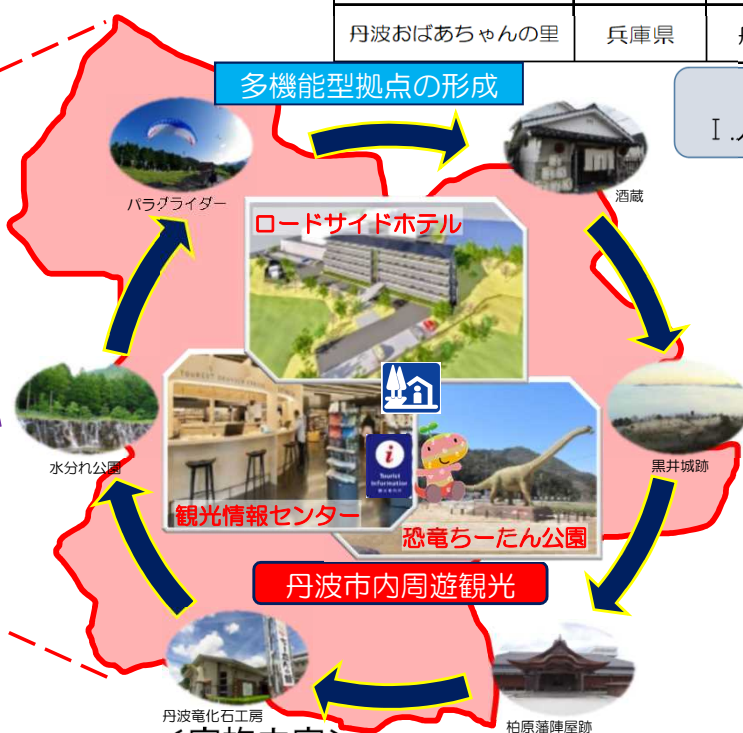 丹波おばあちゃんの里 兵庫県
多機能型拠点の形成
Ⅰ.
パラグライダー
酒蔵
ロードサイドホテル
水分れ公園
黒井城跡
i
Tourist
Information
観光情報センター
恐竜ちーたん公園
丹波市内周遊観光
丹波竜化石工房
柏原藩陣屋跡